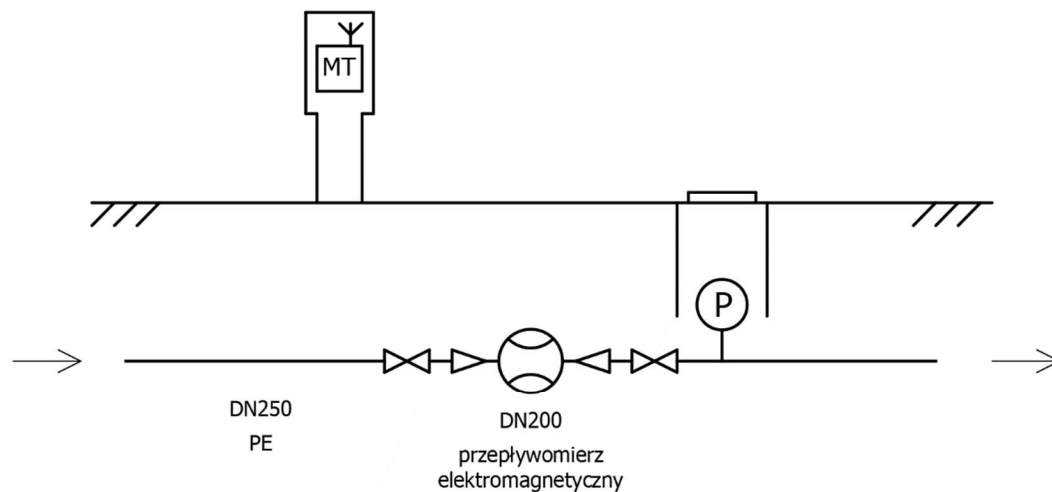 MT
P
DN250
PE
DN200
przepływomierz
elektromagnetyczny